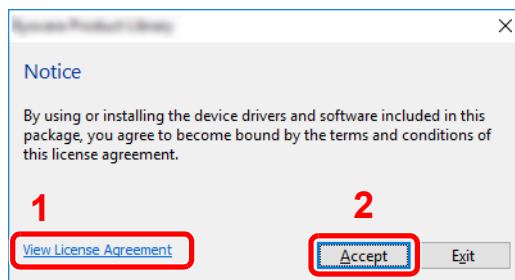 Notice
By using or installing the device drivers and software included in this
package, you agree to become bound by the terms and conditions of
this license agreement.
1
2
View License Agreement
Accept
Exit